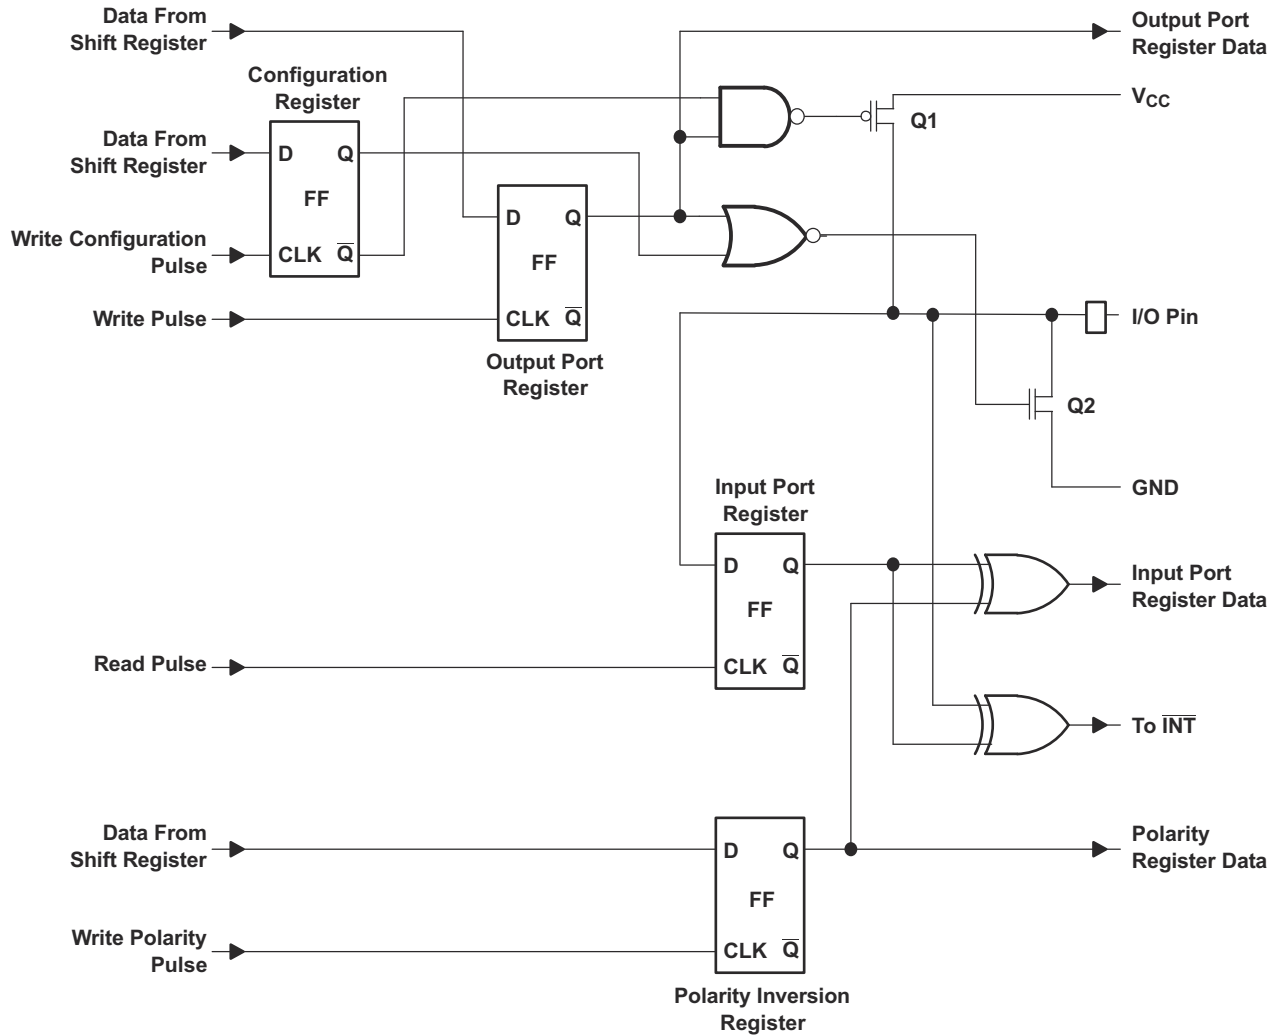 Data From
Shift Register
Output Port
Register Data
Configuration
Register
V_CC
Q1
Data From
Shift Register
D
Q
FF
Write Configuration
Pulse
CLK
Q̅
D
Q
FF
Write Pulse
CLK
Q̅
I/O Pin
Output Port
Register
Q2
GND
Input Port
Register
D
Q
FF
Input Port
Register Data
Read Pulse
CLK
Q̅
To I̅N̅T̅
Data From
Shift Register
D
Q
Polarity
Register Data
FF
Write Polarity
Pulse
CLK
Q̅
Polarity Inversion
Register